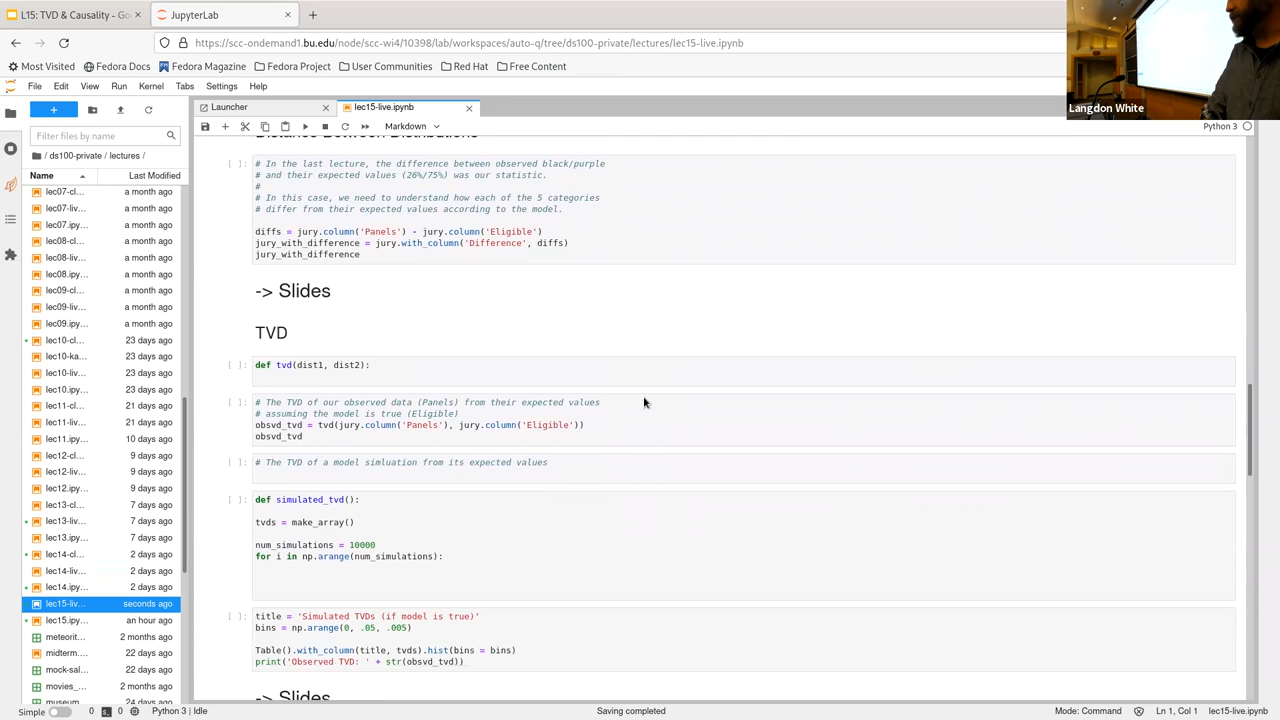 L15: TVD & Causality - Go
JupyterLab
https://scc-ondemand1.bu.edu/node/scc-wi4/10398/lab/workspaces/auto-q/tree/ds100-private/lectures/lec15-live.ipynb
Most Visited
Fedora Docs
Fedora Magazine
Fedora Project
User Communities
Red Hat
Free Content
Langdon White
File Edit View Run Kernel Tabs Settings Help
Launcher
lec15-live.ipynb
Markdown
Python 3
Filter files by name
/ ds100-private / lectures /
Name Last Modified
lec07-cl... a month ago
lec07-liv... a month ago
lec07.ipy... a month ago
lec08-cl... a month ago
lec08-liv... a month ago
lec08.ipy... a month ago
lec09-cl... a month ago
lec09-liv... a month ago
lec09.ipy... a month ago
lec10-cl... 23 days ago
lec10-ka... 23 days ago
lec10-liv... 23 days ago
lec10.ipy... 23 days ago
lec11-cl... 21 days ago
lec11-liv... 21 days ago
lec11.ipy... 10 days ago
lec12-cl... 9 days ago
lec12-liv... 9 days ago
lec12.ipy... 9 days ago
lec13-cl... 7 days ago
lec13-liv... 7 days ago
lec13.ipy... 7 days ago
lec14-cl... 2 days ago
lec14-liv... 2 days ago
lec14.ipy... 2 days ago
lec15-liv... seconds ago
lec15.ipy... an hour ago
meteorit... 2 months ago
midterm.... 22 days ago
mock-sal... 22 days ago
movies_... 2 months ago
museum 24 days ago
Distance Between Distributions
[ ]: # In the last lecture, the difference between observed black/purple
# and their expected values (26%/75%) was our statistic.
#
# In this case, we need to understand how each of the 5 categories
# differ from their expected values according to the model.
diffs = jury.column('Panels') - jury.column('Eligible')
jury_with_difference = jury.with_column('Difference', diffs)
jury_with_difference
-> Slides
TVD
[ ]: def tvd(dist1, dist2):
[ ]: # The TVD of our observed data (Panels) from their expected values
# assuming the model is true (Eligible)
obsvd_tvd = tvd(jury.column('Panels'), jury.column('Eligible'))
obsvd_tvd
[ ]: # The TVD of a model simluation from its expected values
[ ]: def simulated_tvd():
tvds = make_array()
num_simulations = 10000
for i in np.arange(num_simulations):
[ ]: title = 'Simulated TVDs (if model is true)'
bins = np.arange(0, .05, .005)
Table().with_column(title, tvds).hist(bins = bins)
print('Observed TVD: ' + str(obsvd_tvd))
-> Slides
Simple 0 0 Python 3 | Idle Saving completed Mode: Command Ln 1, Col 1 lec15-live.ipynb